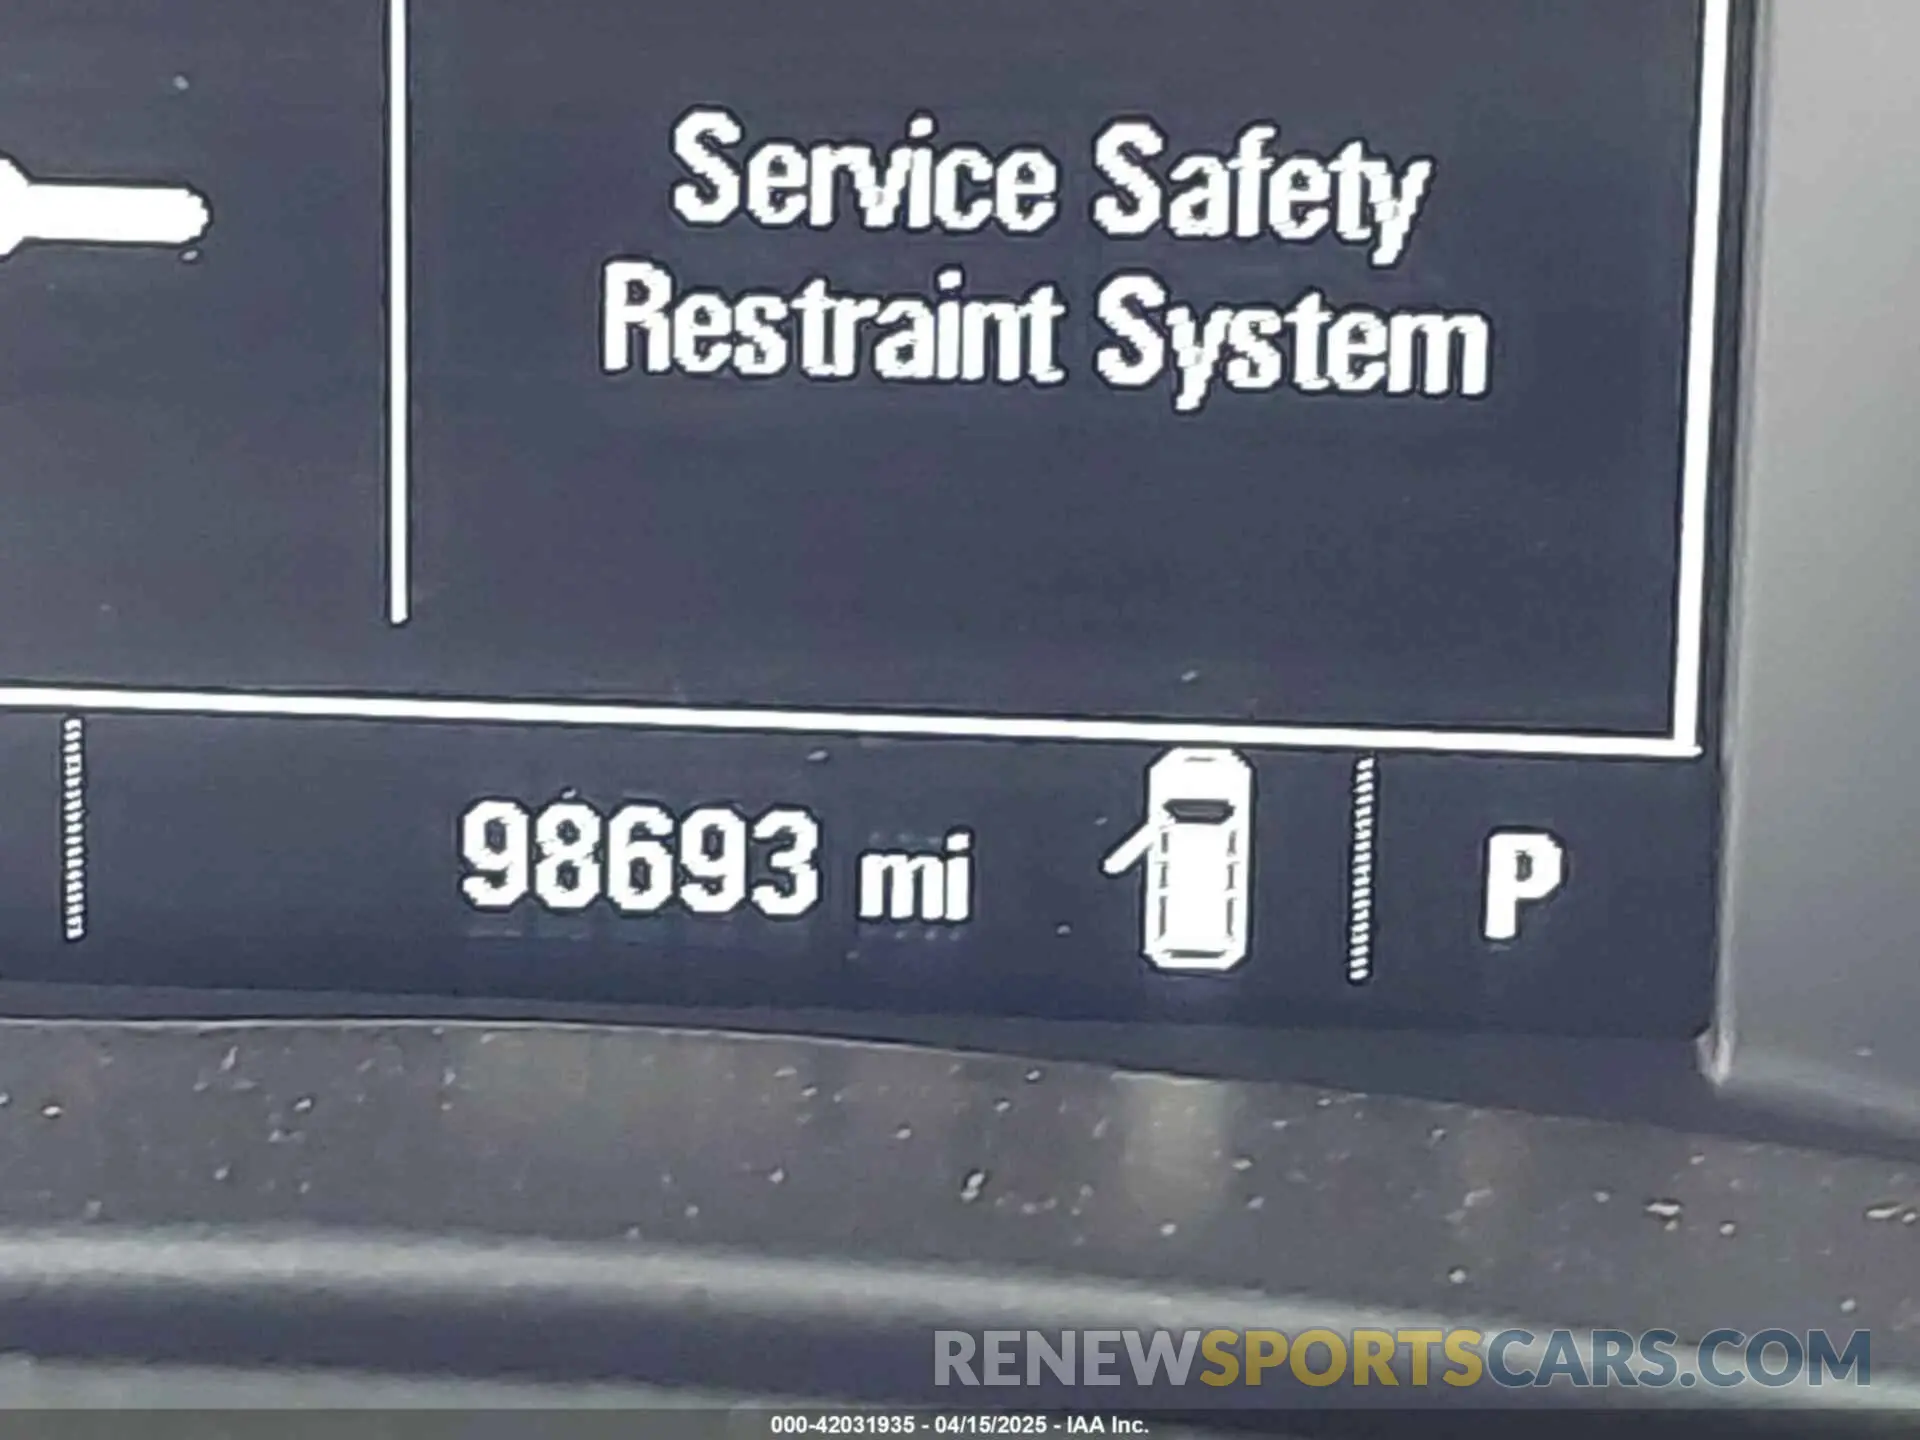 Service Safety
Restraint System
98693 mi
P
RENEWSPORTSCARS.COM
000-42031935 - 04/15/2025 - IAA Inc.